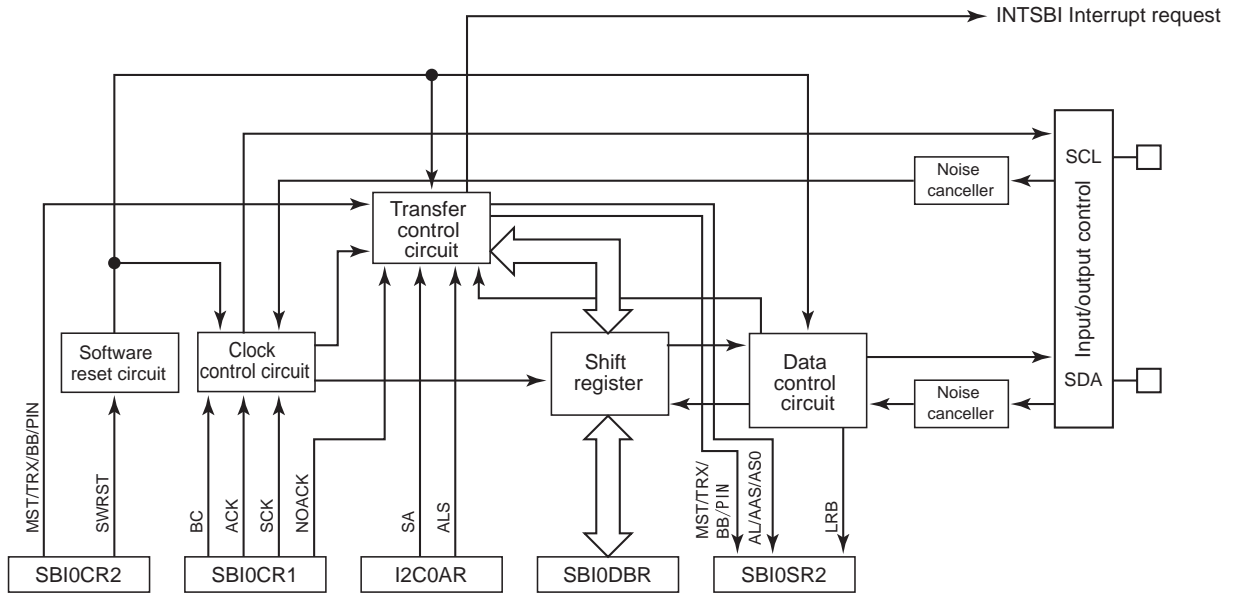 INTSBI Interrupt request
SCL
Input/output control
SDA
Noise
canceller
Transfer
control
circuit
Software
reset circuit
Clock
control circuit
Shift
register
Data
control
circuit
Noise
canceller
MST/TRX/BB/PIN
SWRST
BC
ACK
SCK
NOACK
SA
ALS
MST/TRX/
BB/PIN
AL/AAS/AS0
LRB
SBI0CR2
SBI0CR1
I2C0AR
SBI0DBR
SBI0SR2